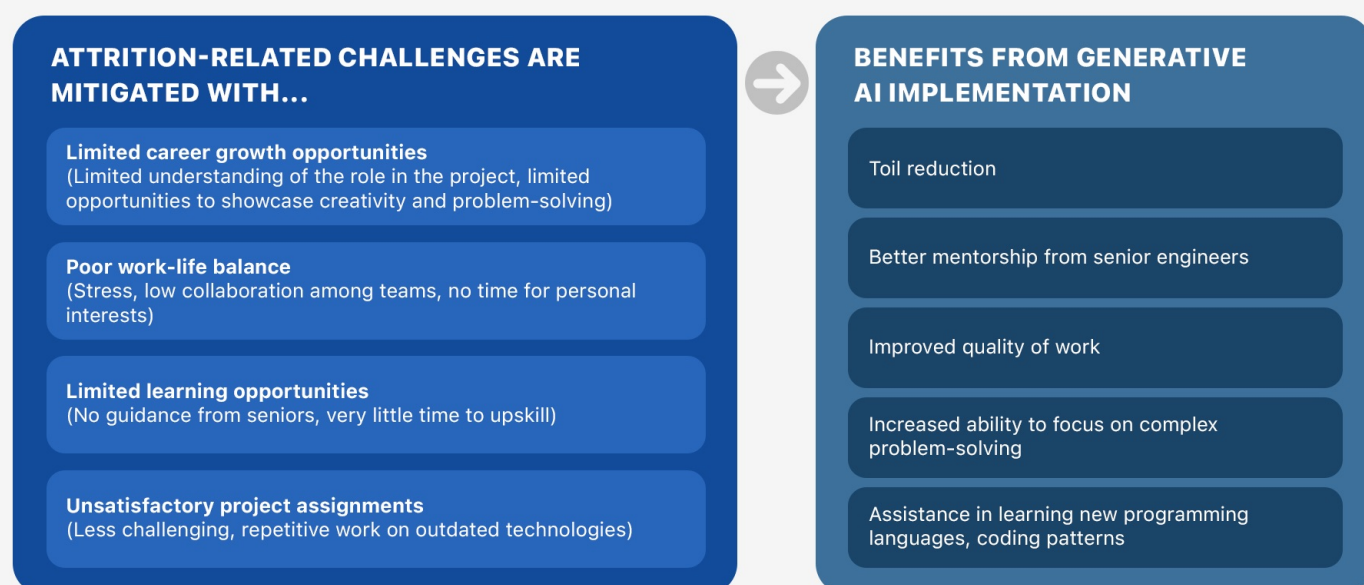 ATTRITION-RELATED CHALLENGES ARE
MITIGATED WITH...
Limited career growth opportunities
(Limited understanding of the role in the project, limited
opportunities to showcase creativity and problem-solving)
Poor work-life balance
(Stress, low collaboration among teams, no time for personal
interests)
Limited learning opportunities
(No guidance from seniors, very little time to upskill)
Unsatisfactory project assignments
(Less challenging, repetitive work on outdated technologies)
BENEFITS FROM GENERATIVE
AI IMPLEMENTATION
Toil reduction
Better mentorship from senior engineers
Improved quality of work
Increased ability to focus on complex
problem-solving
Assistance in learning new programming
languages, coding patterns